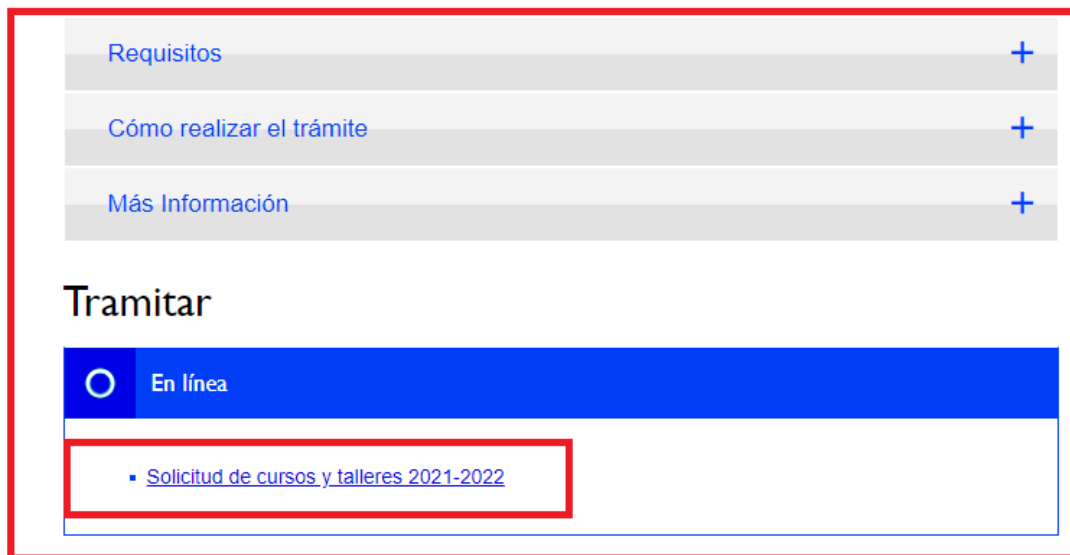 Requisitos
Cómo realizar el trámite
Más Información
Tramitar
En línea
Solicitud de cursos y talleres 2021-2022